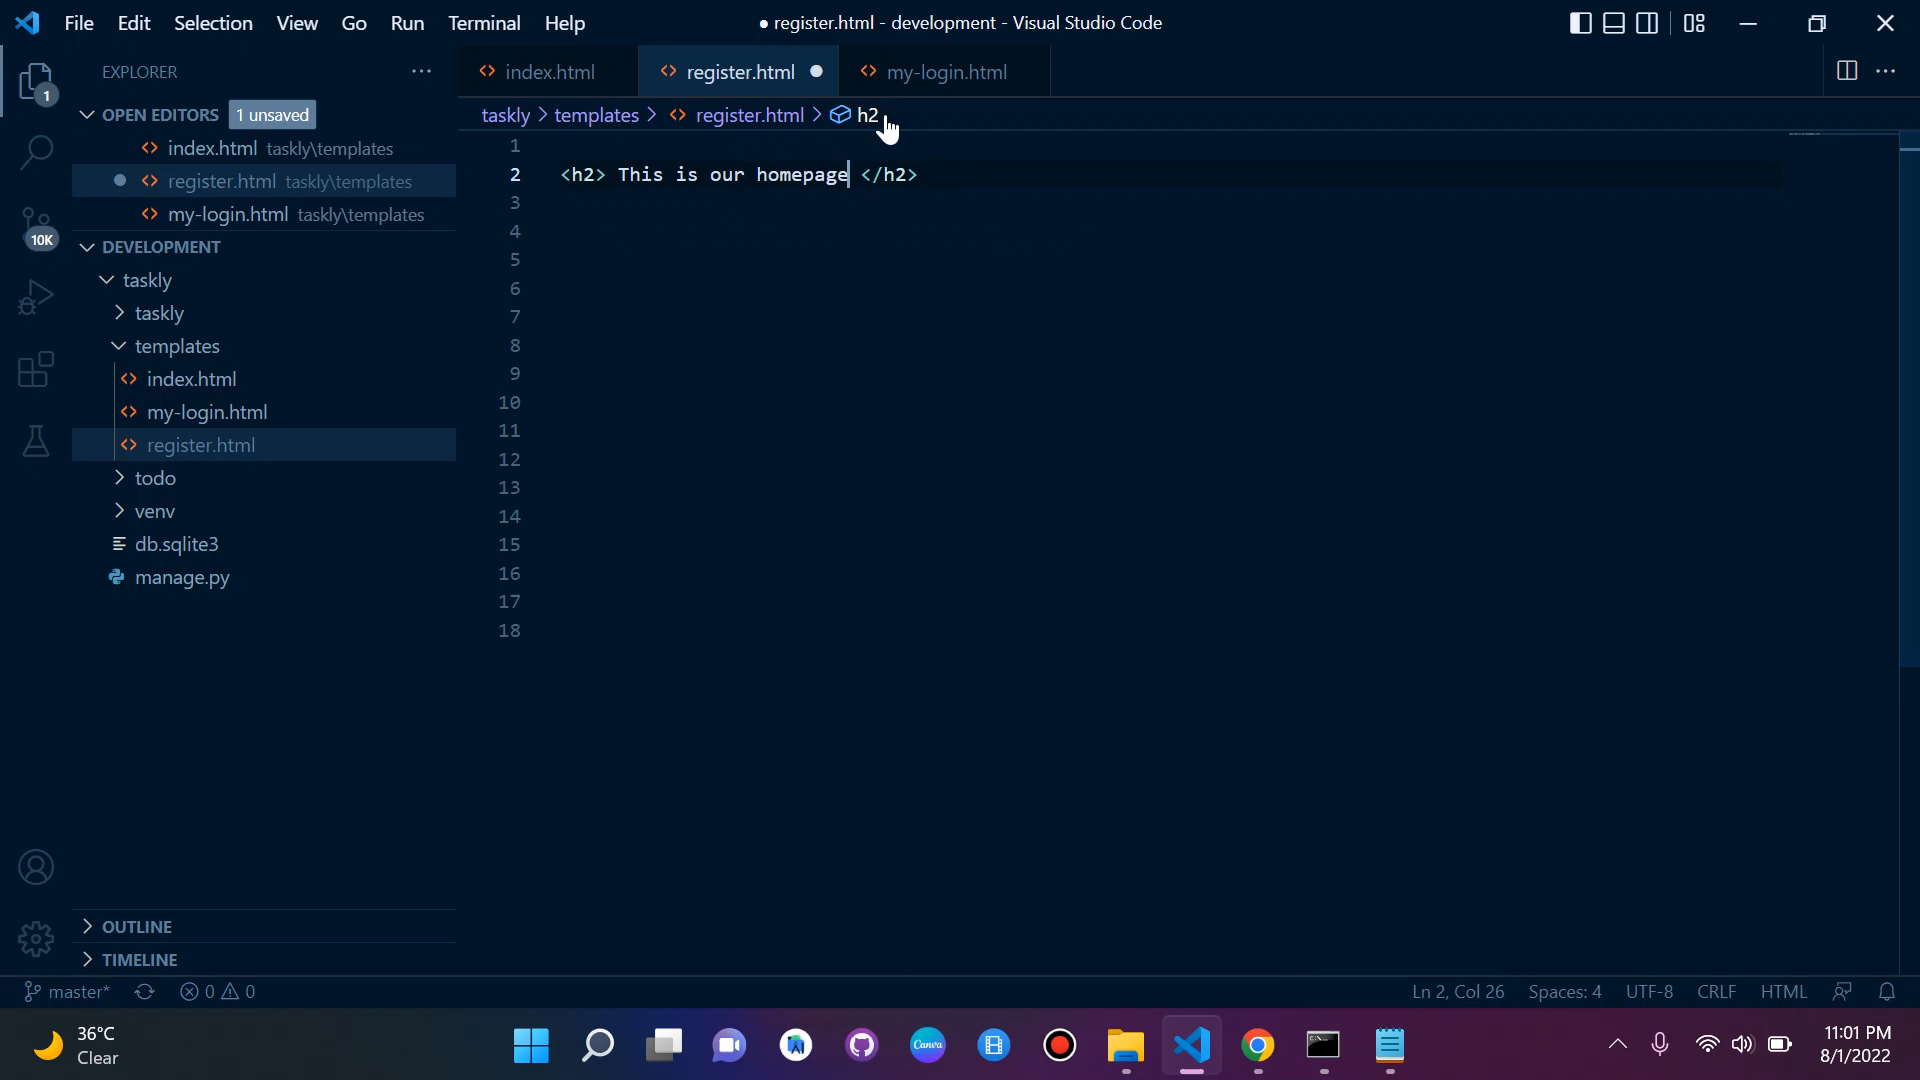 File Edit Selection View Go Run Terminal Help
● register.html - development - Visual Studio Code
EXPLORER
1
index.html
register.html
my-login.html
OPEN EDITORS 1 unsaved
taskly > templates > register.html > h2
index.html taskly\templates
register.html taskly\templates
my-login.html taskly\templates
10K
DEVELOPMENT
taskly
taskly
templates
index.html
my-login.html
register.html
todo
venv
db.sqlite3
manage.py
1
2 <h2> This is our homepage </h2>
3
4
5
6
7
8
9
10
11
12
13
14
15
16
17
18
OUTLINE
TIMELINE
master* 0 0
Ln 2, Col 26 Spaces: 4 UTF-8 CRLF HTML
36°C
Clear
Canva
11:01 PM
8/1/2022